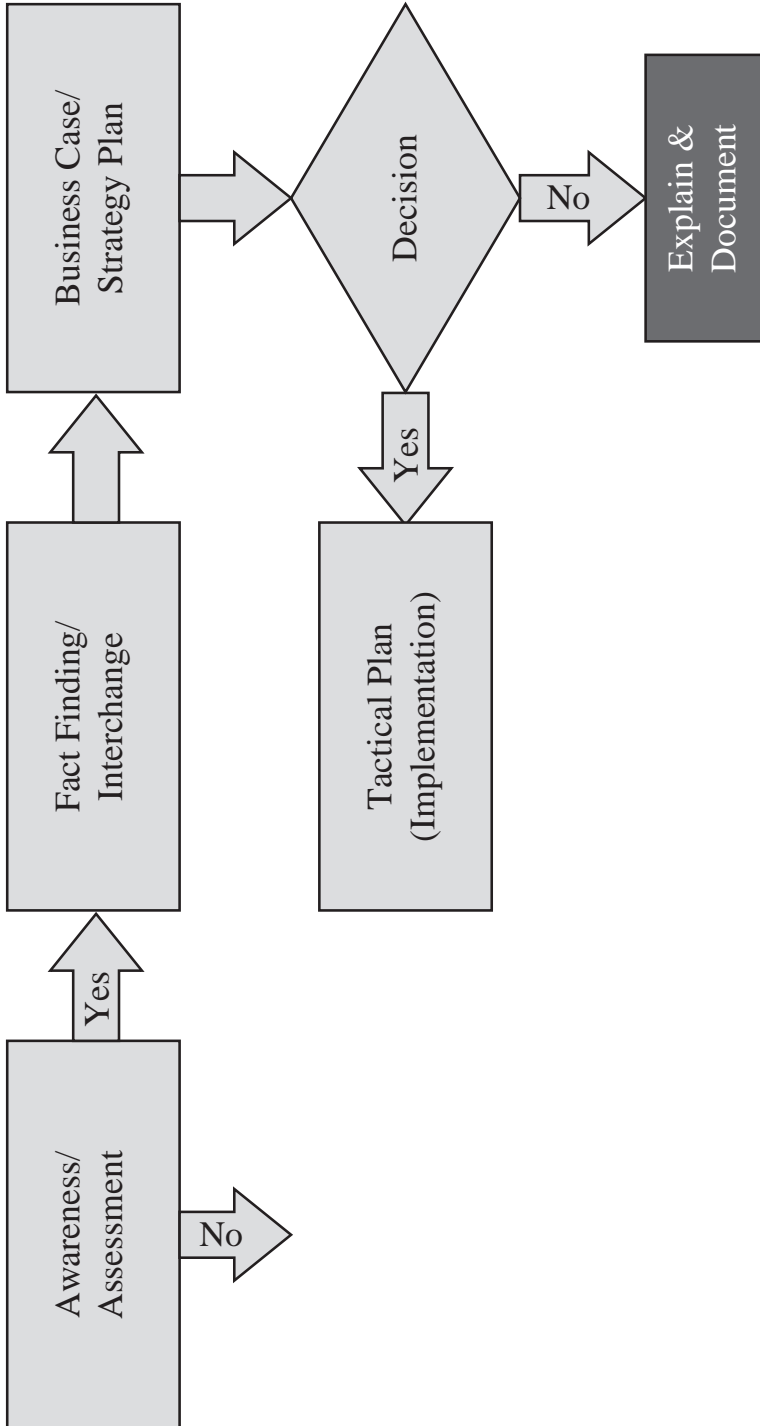 Awareness/
Assessment
No
Yes
Fact Finding/
Interchange
Business Case/
Strategy Plan
Decision
Yes
Tactical Plan
(Implementation)
No
Explain &
Document